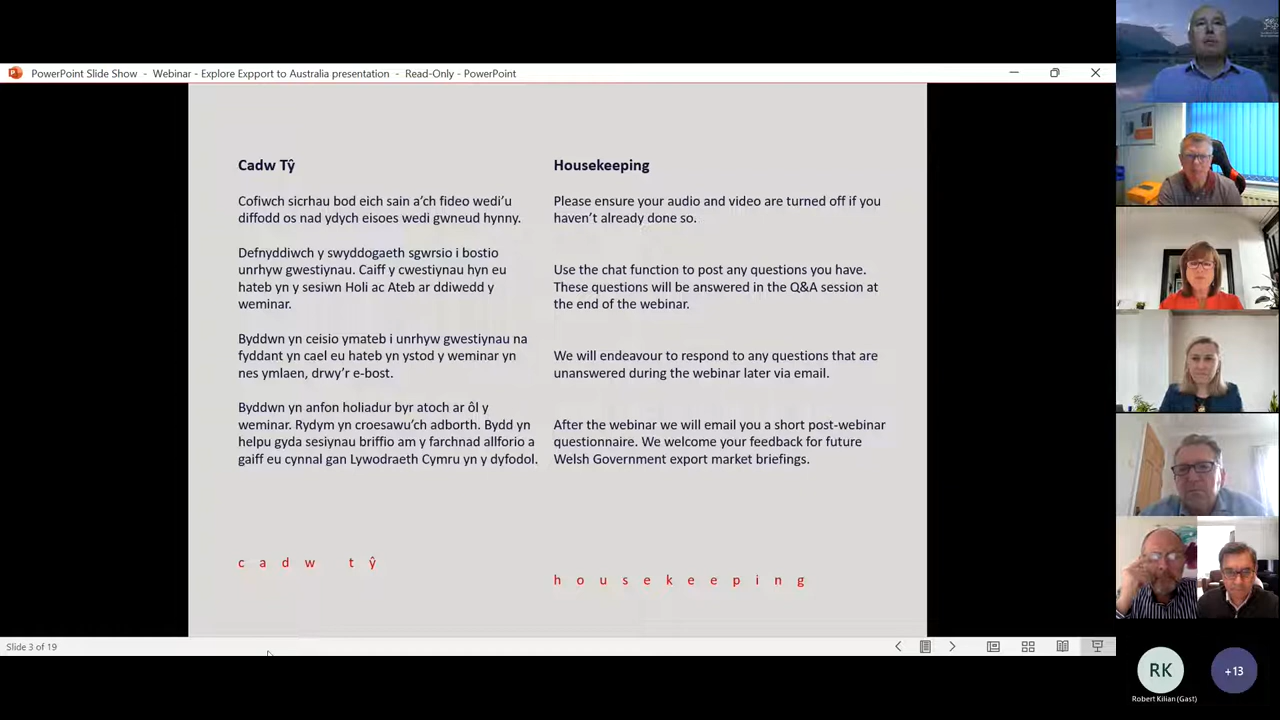 PowerPoint Slide Show - Webinar - Explore Expport to Australia presentation - Read-Only - PowerPoint
Cadw Tŷ
Cofiwch sicrhau bod eich sain a'ch fideo wedi'u
diffodd os nad ydych eisoes wedi gwneud hynny.
Defnyddiwch y swyddogaeth sgwrsio i bostio
unrhyw gwestiynau. Caiff y cwestiynau hyn eu
hateb yn y sesiwn Holi ac Ateb ar ddiwedd y
weminar.
Byddwn yn ceisio ymateb i unrhyw gwestiynau na
fyddant yn cael eu hateb yn ystod y weminar yn
nes ymlaen, drwy'r e-bost.
Byddwn yn anfon holiadur byr atoch ar ôl y
weminar. Rydym yn croesawu'ch adborth. Bydd yn
helpu gyda sesiynau briffio am y farchnad allforio a
gaiff eu cynnal gan Lywodraeth Cymru yn y dyfodol.
cadw tŷ
Housekeeping
Please ensure your audio and video are turned off if you
haven't already done so.
Use the chat function to post any questions you have.
These questions will be answered in the Q&A session at
the end of the webinar.
We will endeavour to respond to any questions that are
unanswered during the webinar later via email.
After the webinar we will email you a short post-webinar
questionnaire. We welcome your feedback for future
Welsh Government export market briefings.
housekeeping
Slide 3 of 19
RK
Robert Kilian (Gast)
+13